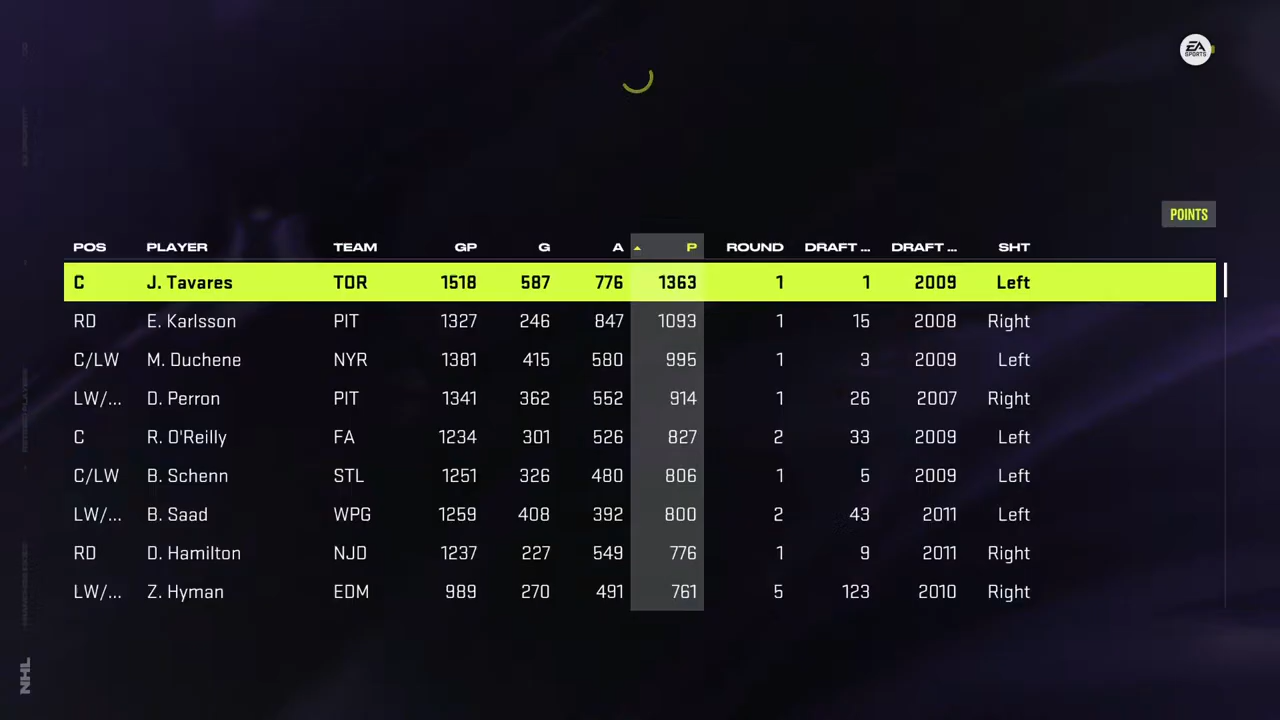 EA
SPORTS
POINTS
POS PLAYER TEAM GP G A P ROUND DRAFT ... DRAFT ... SHT
C J. Tavares TOR 1518 587 776 1363 1 1 2009 Left
RD E. Karlsson PIT 1327 246 847 1093 1 15 2008 Right
C/LW M. Duchene NYR 1381 415 580 995 1 3 2009 Left
LW/... D. Perron PIT 1341 362 552 914 1 26 2007 Right
C R. O'Reilly FA 1234 301 526 827 2 33 2009 Left
C/LW B. Schenn STL 1251 326 480 806 1 5 2009 Left
LW/... B. Saad WPG 1259 408 392 800 2 43 2011 Left
RD D. Hamilton NJD 1237 227 549 776 1 9 2011 Right
LW/... Z. Hyman EDM 989 270 491 761 5 123 2010 Right
NHL